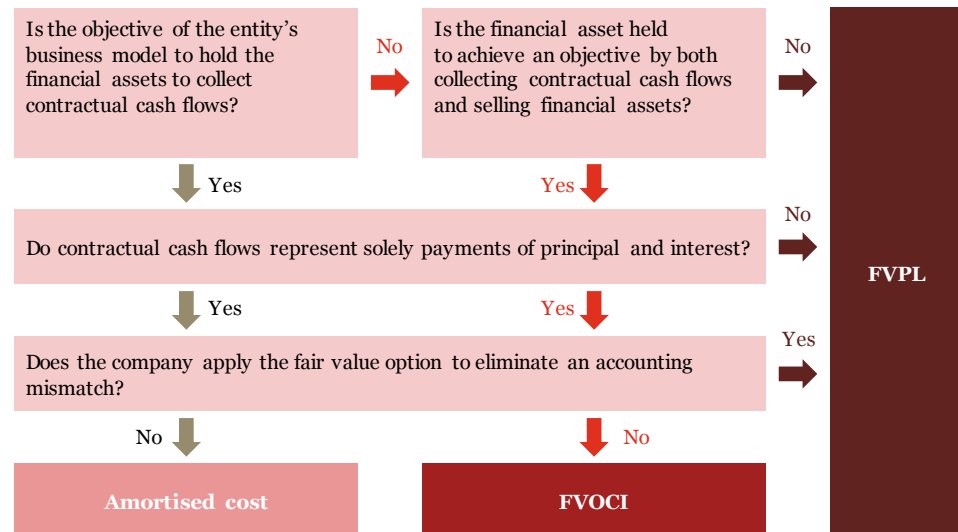 Is the objective of the entity's
business model to hold the
financial assets to collect
contractual cash flows?
No
Is the financial asset held
to achieve an objective by both
collecting contractual cash flows
and selling financial assets?
No
Yes
Yes
Do contractual cash flows represent solely payments of principal and interest?
No
FVPL
Yes
Yes
Does the company apply the fair value option to eliminate an accounting
mismatch?
Yes
No
No
Amortised cost
FVOCI